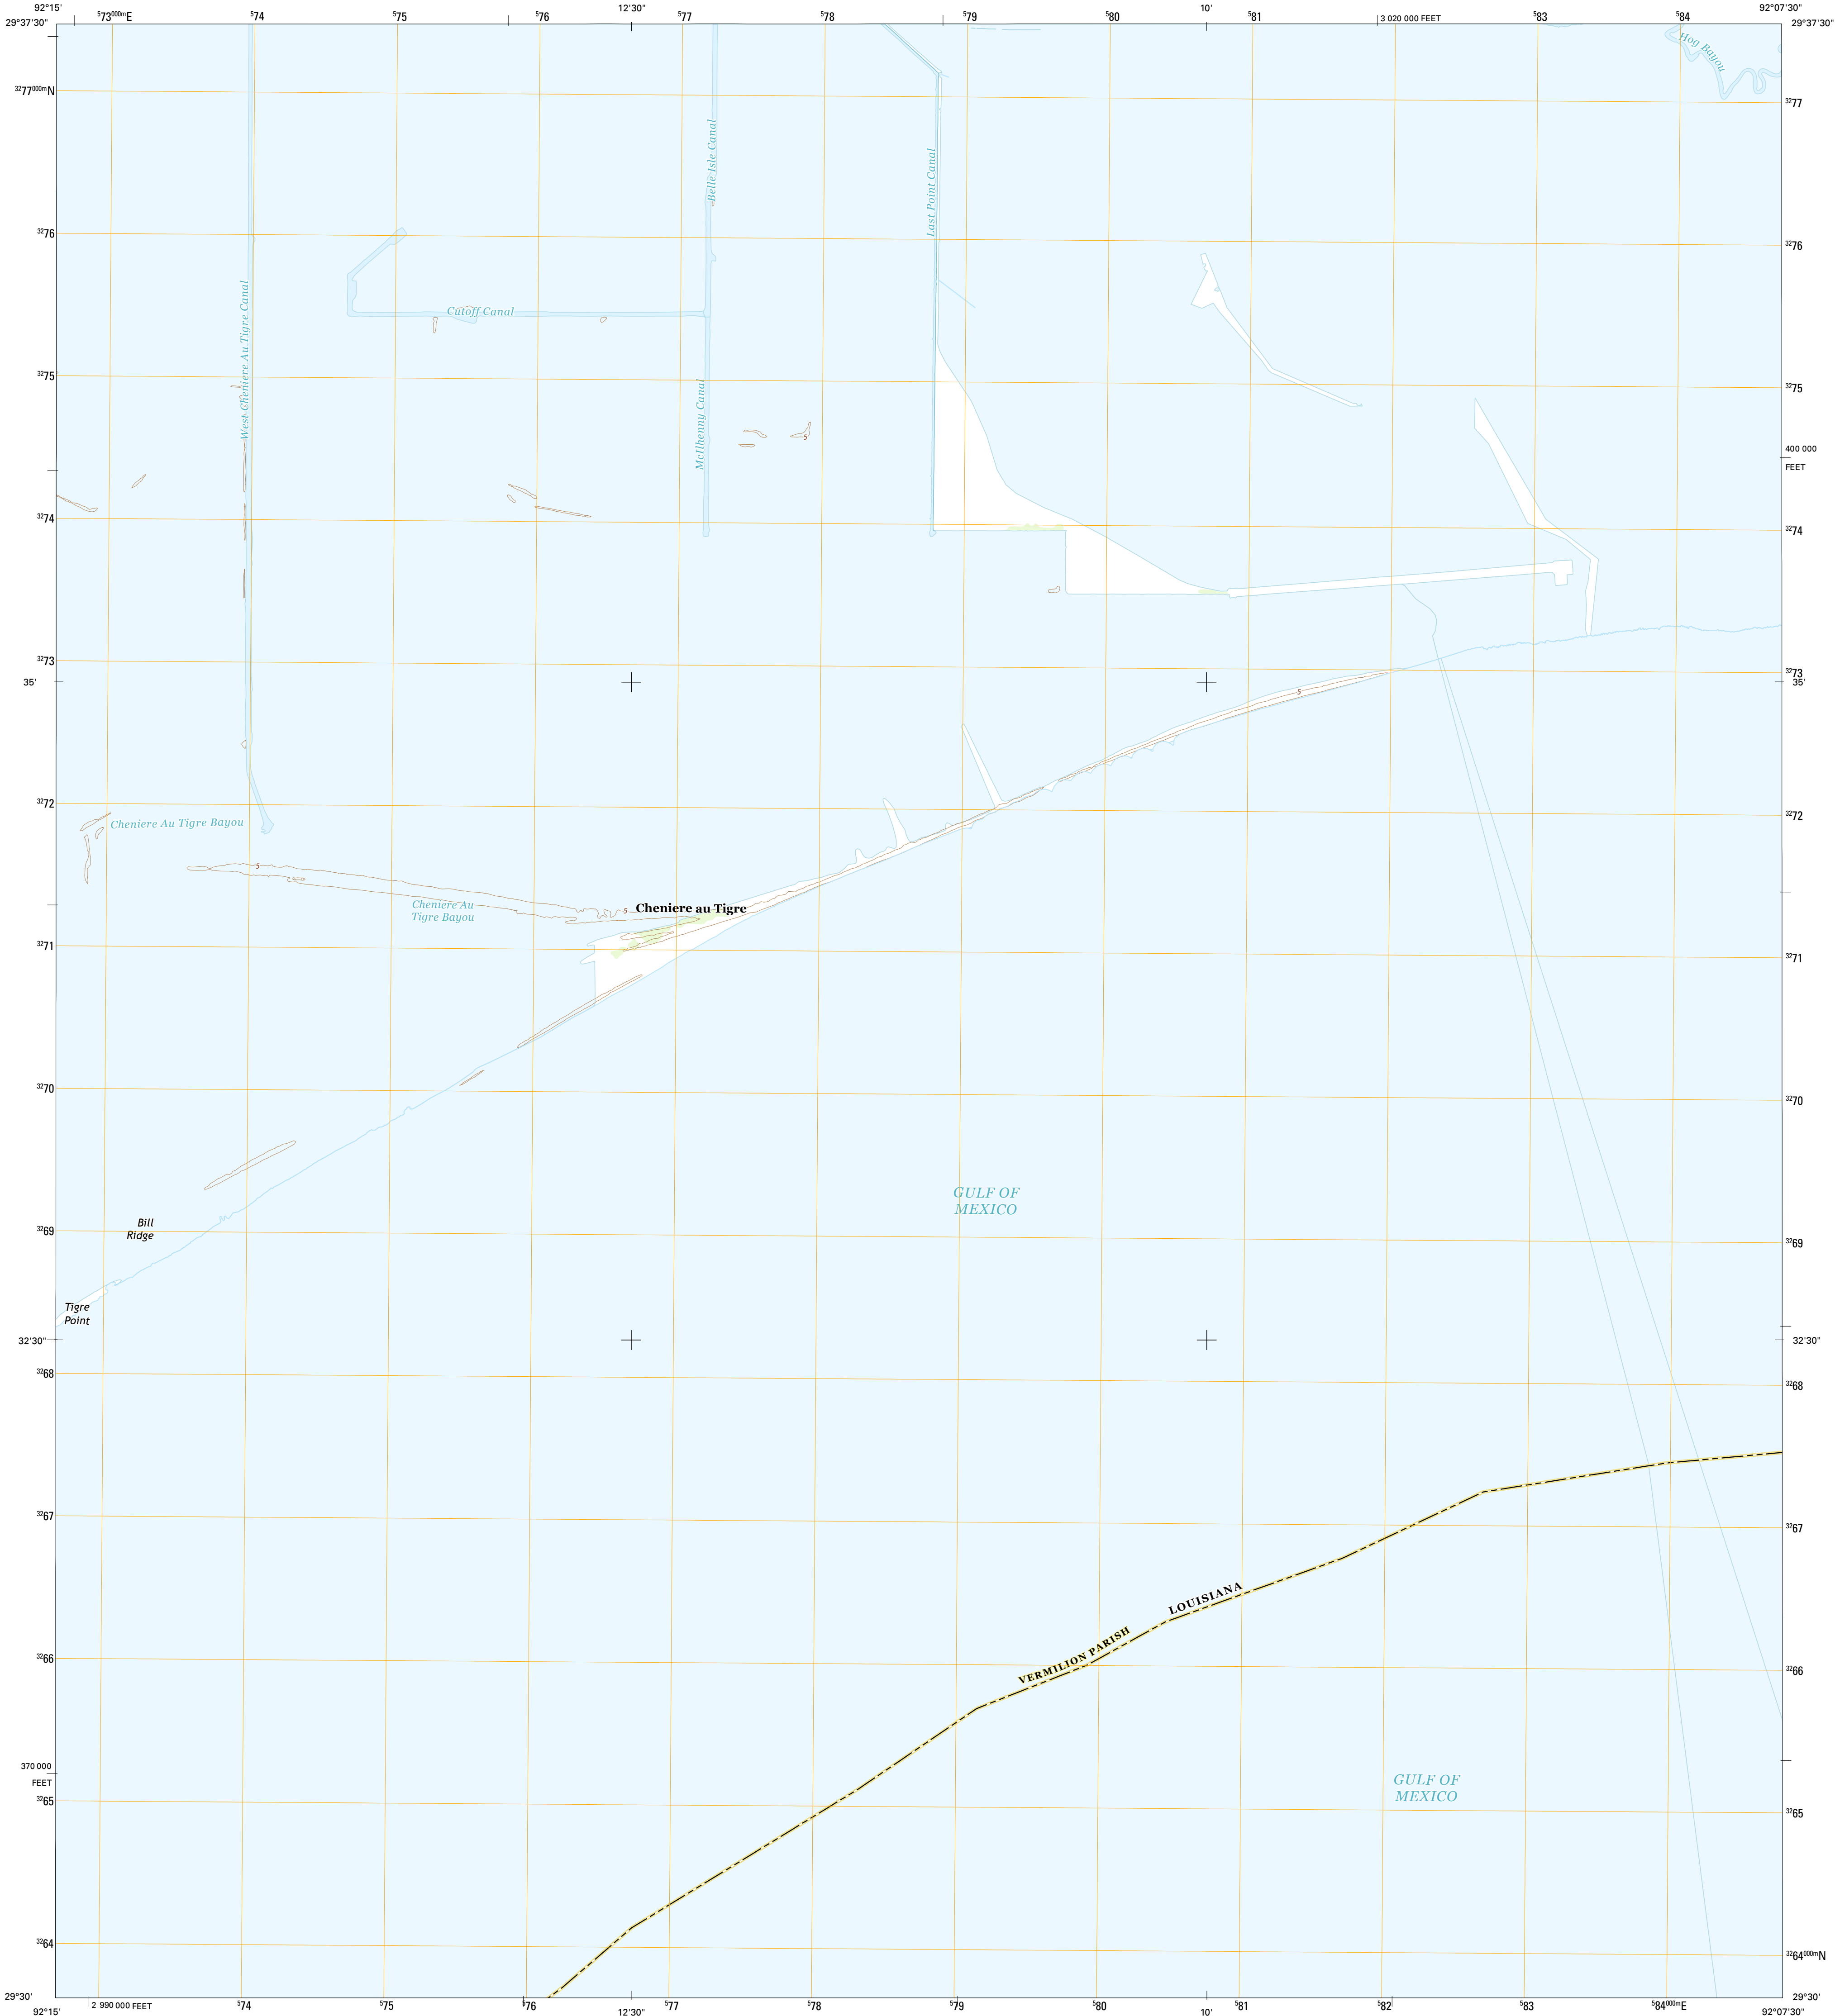 92°15'
⁵73⁰⁰⁰ᵐE
⁵74
⁵75
⁵76
12'30"
⁵77
⁵78
⁵79
⁵80
10'
⁵81
3 020 000 FEET
⁵83
⁵84
92°07'30"
29°37'30"
29°37'30"
Hog Bayou
³²77⁰⁰⁰ᵐN
³²77
Belle Isle Canal
Last Point Canal
³²76
³²76
West Cheniere Au Tigre Canal
Cutoff Canal
³²75
³²75
McIlhenny Canal
5
400 000
FEET
³²74
³²74
³²73
³²73
35'
35'
5
³²72
³²72
Cheniere Au Tigre Bayou
5
Cheniere Au
Tigre Bayou
5
Cheniere au Tigre
³²71
³²71
³²70
³²70
GULF OF
MEXICO
Bill
Ridge
³²69
³²69
Tigre
Point
32'30"
32'30"
³²68
³²68
³²67
³²67
LOUISIANA
VERMILION PARISH
³²66
³²66
370 000
FEET
GULF OF
MEXICO
³²65
³²65
³²64
³²64⁰⁰⁰ᵐN
29°30'
29°30'
92°15'
2 990 000 FEET
⁵74
⁵75
⁵76
12'30"
⁵77
⁵78
⁵79
⁵80
10'
⁵81
⁵82
⁵83
⁵84⁰⁰⁰ᵐE
92°07'30"